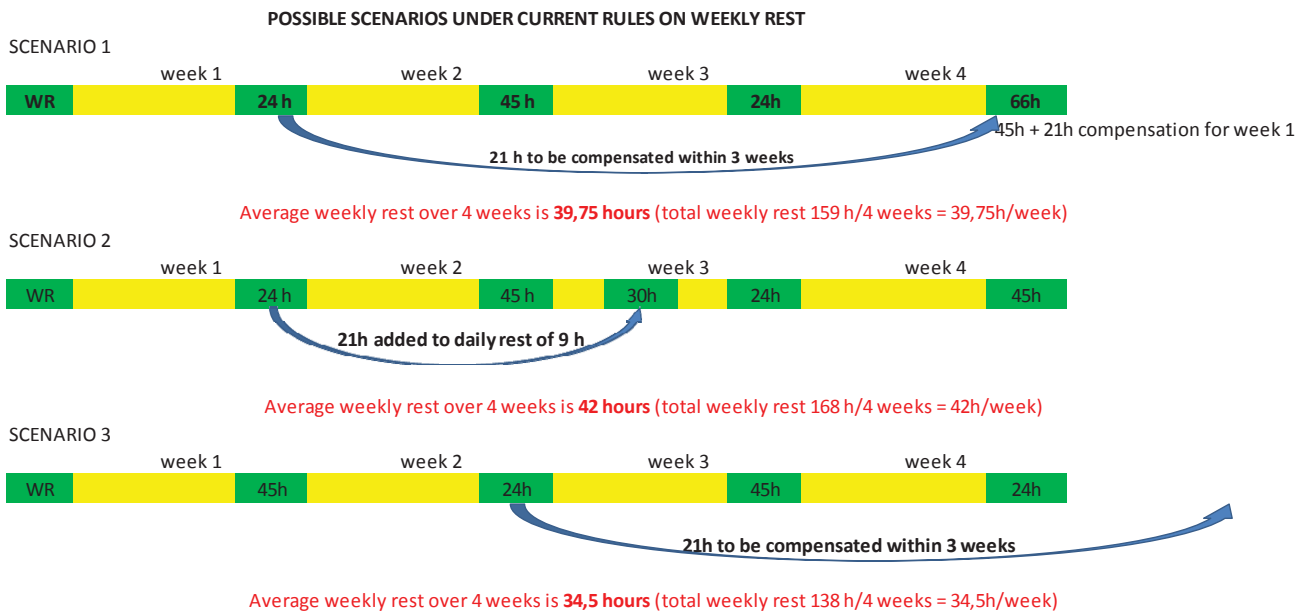 POSSIBLE SCENARIOS UNDER CURRENT RULES ON WEEKLY REST
SCENARIO 1
week 1 week 2 week 3 week 4
WR 24 h 45 h 24h 66h
45h + 21h compensation for week 1
21 h to be compensated within 3 weeks
Average weekly rest over 4 weeks is 39,75 hours (total weekly rest 159 h/4 weeks = 39,75h/week)
SCENARIO 2
week 1 week 2 week 3 week 4
WR 24 h 45 h 30h 24h 45h
21h added to daily rest of 9 h
Average weekly rest over 4 weeks is 42 hours (total weekly rest 168 h/4 weeks = 42h/week)
SCENARIO 3
week 1 week 2 week 3 week 4
WR 45h 24h 45h 24h
21h to be compensated within 3 weeks
Average weekly rest over 4 weeks is 34,5 hours (total weekly rest 138 h/4 weeks = 34,5h/week)